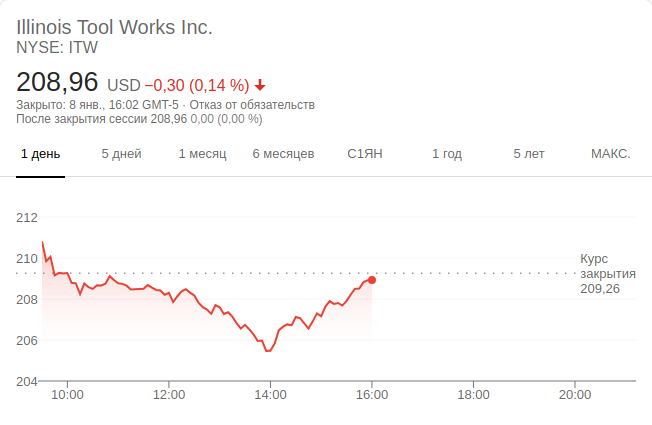 Illinois Tool Works Inc.
NYSE: ITW
208,96 USD −0,30 (0,14 %)
Закрыто: 8 янв., 16:02 GMT-5 · Отказ от обязательств
После закрытия сессии 208,96 0,00 (0,00 %)
1 день 5 дней 1 месяц 6 месяцев С1ЯН 1 год 5 лет МАКС.
212
210
208
206
204
Курс
закрытия
209,26
10:00 12:00 14:00 16:00 18:00 20:00